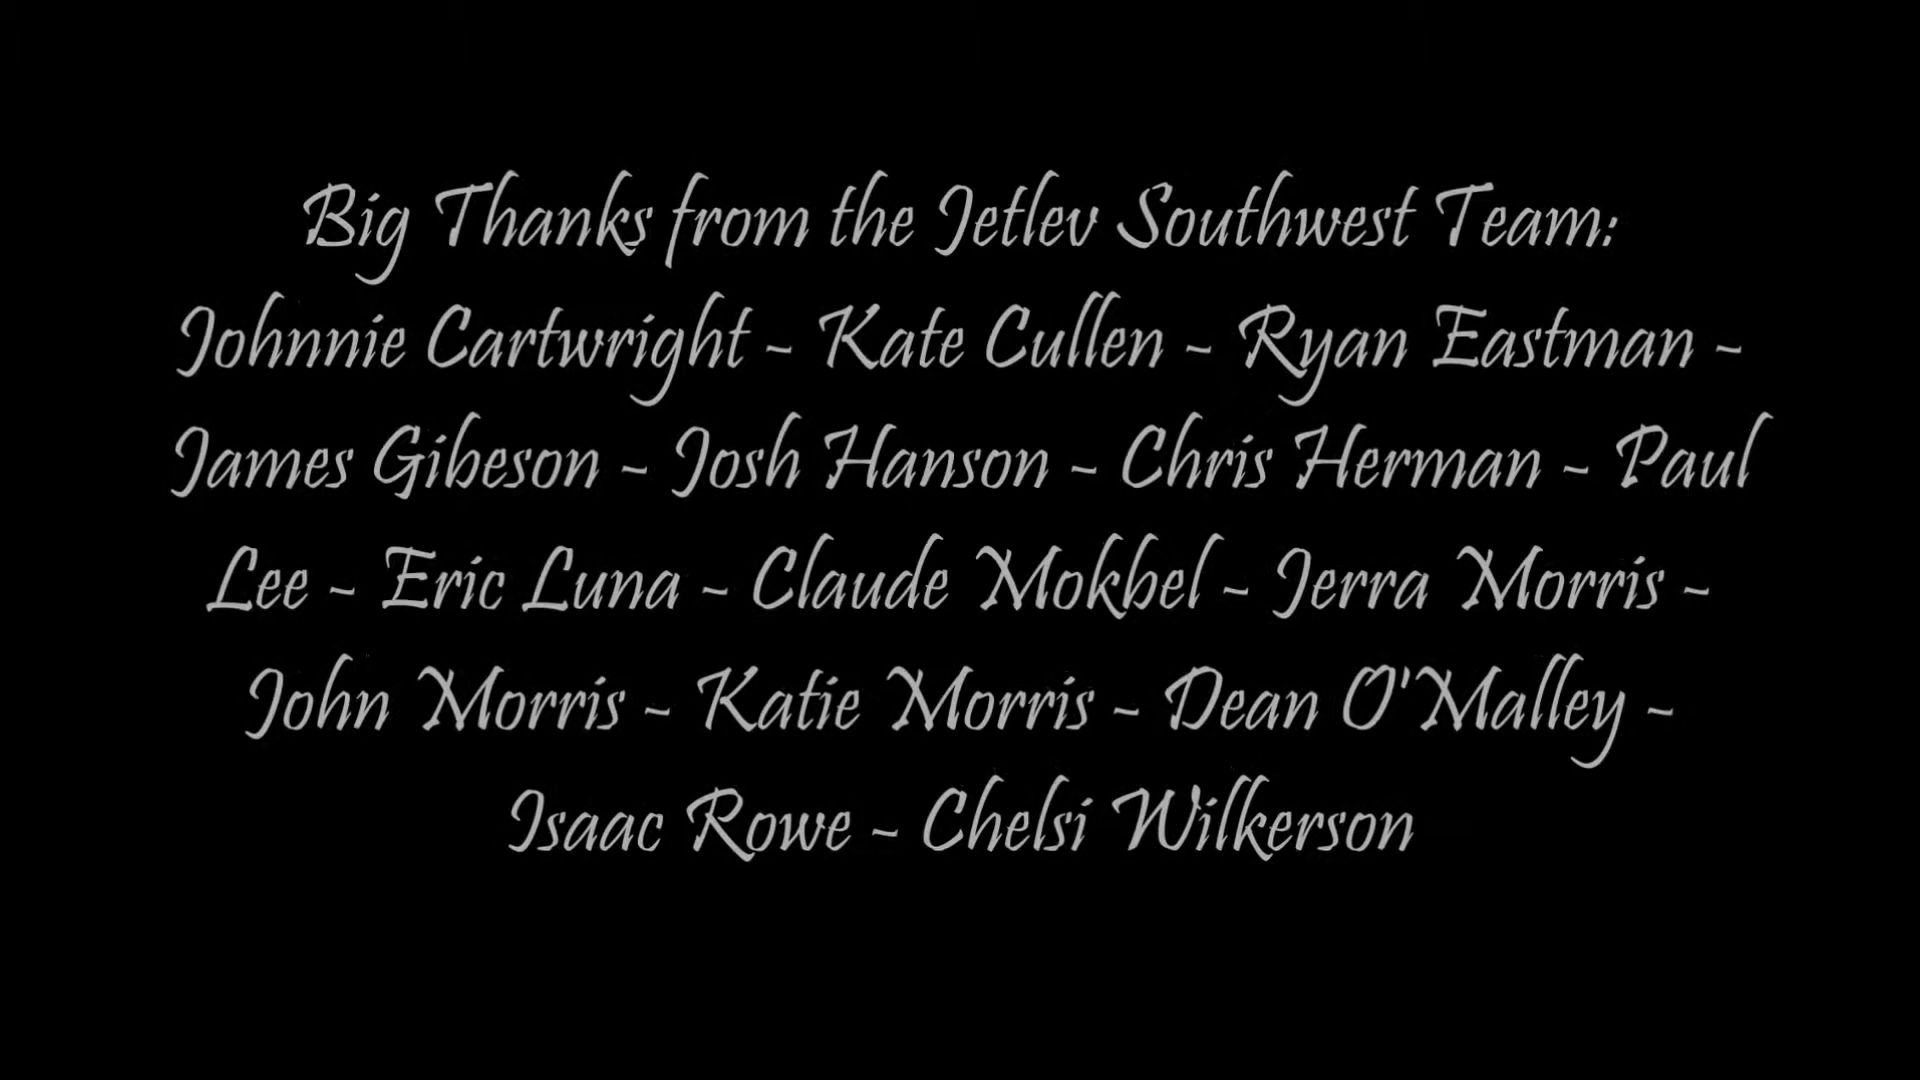 Big Thanks from the Jetlev Southwest Team:
Johnnie Cartwright - Kate Cullen - Ryan Eastman -
James Gibeson - Josh Hanson - Chris Herman - Paul
Lee - Eric Luna - Claude Mokbel - Jerra Morris -
John Morris - Katie Morris - Dean O'Malley -
Isaac Rowe - Chelsi Wilkerson